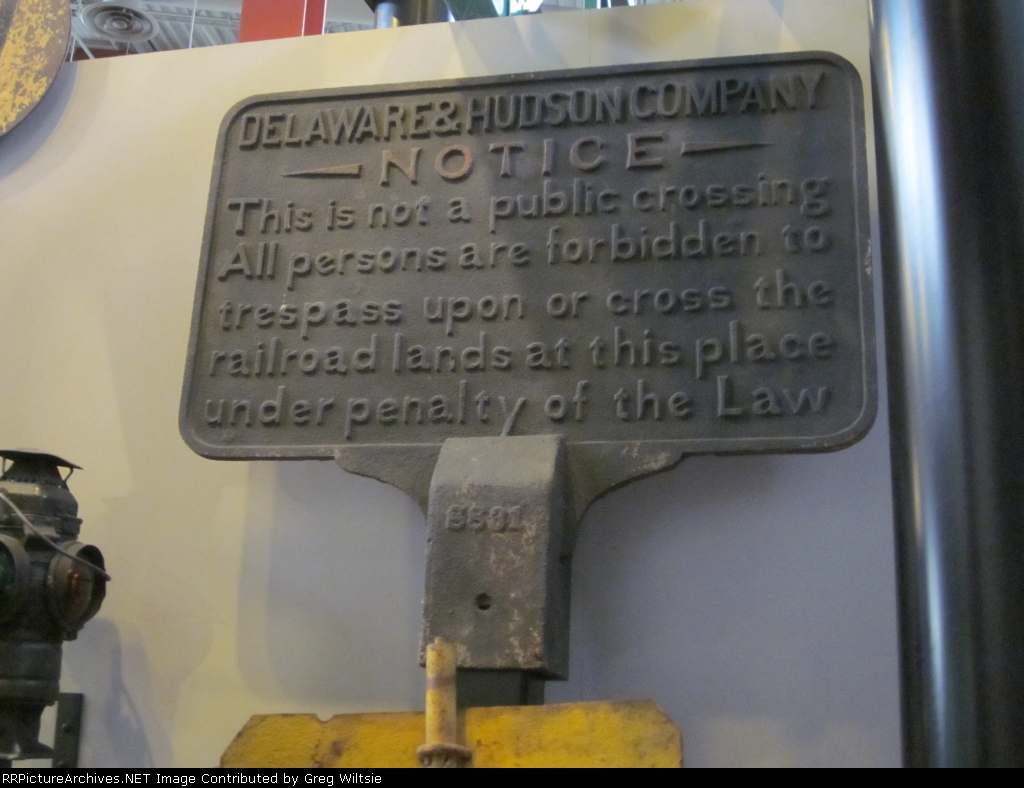 DELAWARE & HUDSON COMPANY
NOTICE
This is not a public crossing
All persons are forbidden to
trespass upon or cross the
railroad lands at this place
under penalty of the Law
RRPictureArchives.NET Image Contributed by Greg Wiltsie